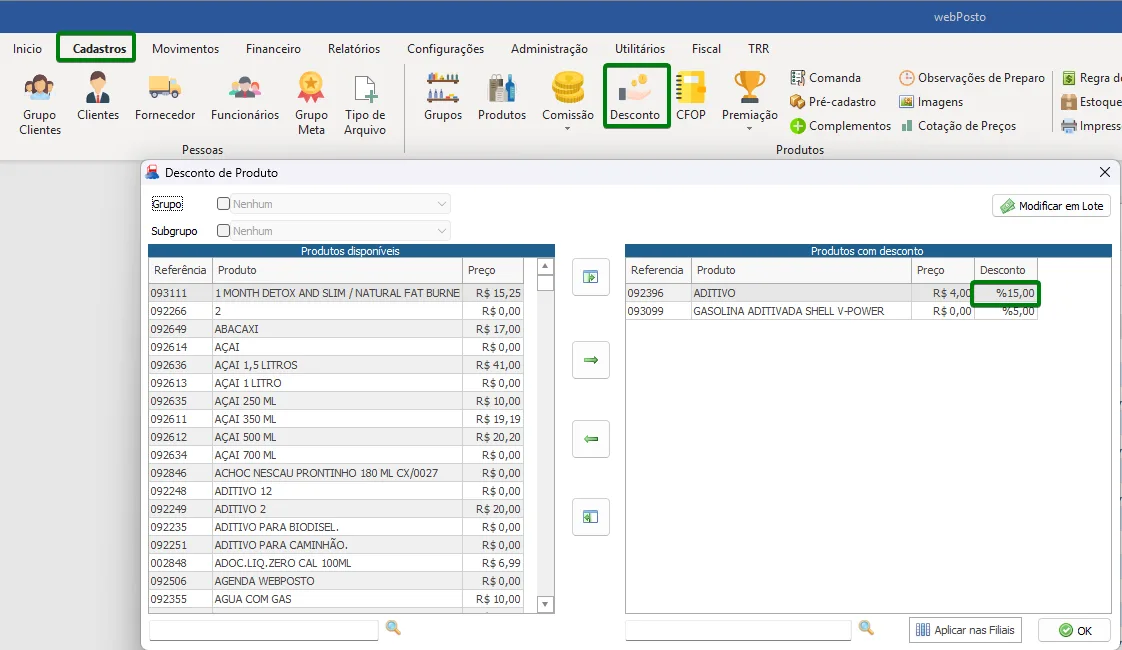 webPosto
Inicio Cadastros Movimentos Financeiro Relatórios Configurações Administração Utilitários Fiscal TRR
Grupo Clientes
Clientes
Fornecedor
Funcionários
Grupo Meta
Tipo de Arquivo
Pessoas
Grupos
Produtos
Comissão
Desconto
CFOP
Premiação
Comanda
Pré-cadastro
Complementos
Observações de Preparo
Imagens
Cotação de Preços
Produtos
Regra d
Estoque
Impress
Desconto de Produto
Grupo Nenhum
Modificar em Lote
Subgrupo Nenhum
Produtos disponíveis
Referência Produto Preço
093111 1 MONTH DETOX AND SLIM / NATURAL FAT BURNE R$ 15,25
092266 2 R$ 0,00
092649 ABACAXI R$ 17,00
092614 AÇAI R$ 0,00
092636 AÇAI 1,5 LITROS R$ 41,00
092613 AÇAI 1 LITRO R$ 0,00
092635 AÇAI 250 ML R$ 10,00
092611 AÇAI 350 ML R$ 19,19
092612 AÇAI 500 ML R$ 20,20
092634 AÇAI 700 ML R$ 0,00
092846 ACHOC NESCAU PRONTINHO 180 ML CX/0027 R$ 0,00
092248 ADITIVO 12 R$ 0,00
092249 ADITIVO 2 R$ 20,00
092235 ADITIVO PARA BIODISEL. R$ 0,00
092251 ADITIVO PARA CAMINHÃO. R$ 0,00
002848 ADOC.LIQ.ZERO CAL 100ML R$ 6,99
092506 AGENDA WEBPOSTO R$ 0,00
092355 AGUA COM GAS R$ 10,00
Produtos com desconto
Referencia Produto Preço Desconto
092396 ADITIVO R$ 4,00 %15,00
093099 GASOLINA ADITIVADA SHELL V-POWER R$ 0,00 %5,00
Aplicar nas Filiais
OK